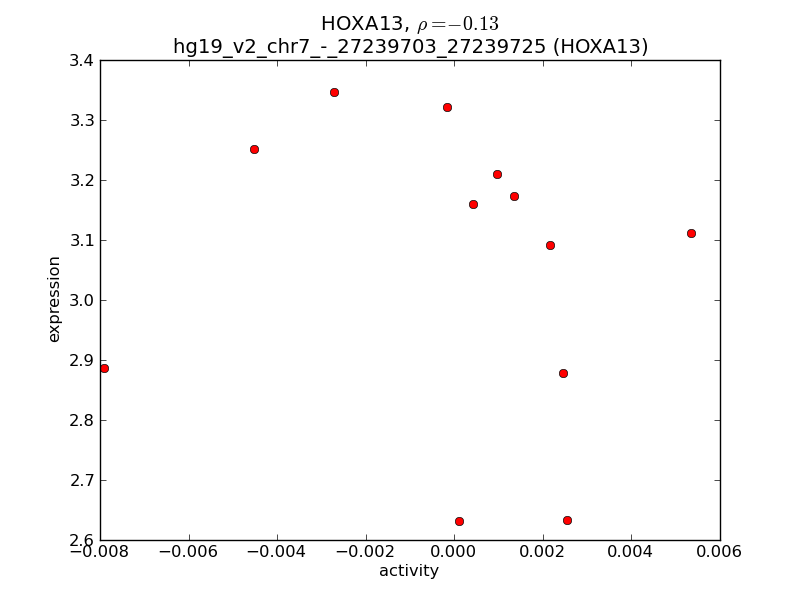 HOXA13, ρ=−0.13
hg19_v2_chr7_-_27239703_27239725 (HOXA13)
3.4
3.3
3.2
3.1
3.0
2.9
2.8
2.7
2.6
expression
−0.008 −0.006 −0.004 −0.002 0.000 0.002 0.004 0.006
activity